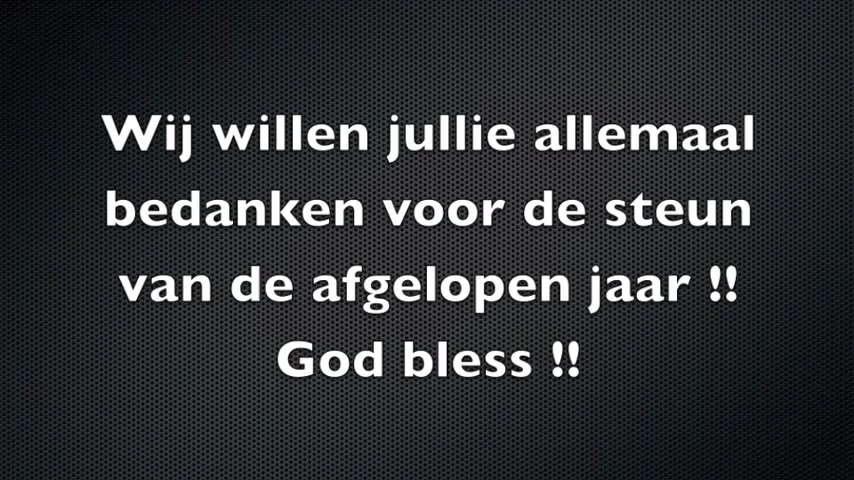 Wij willen jullie allemaal
bedanken voor de steun
van de afgelopen jaar !!
God bless !!